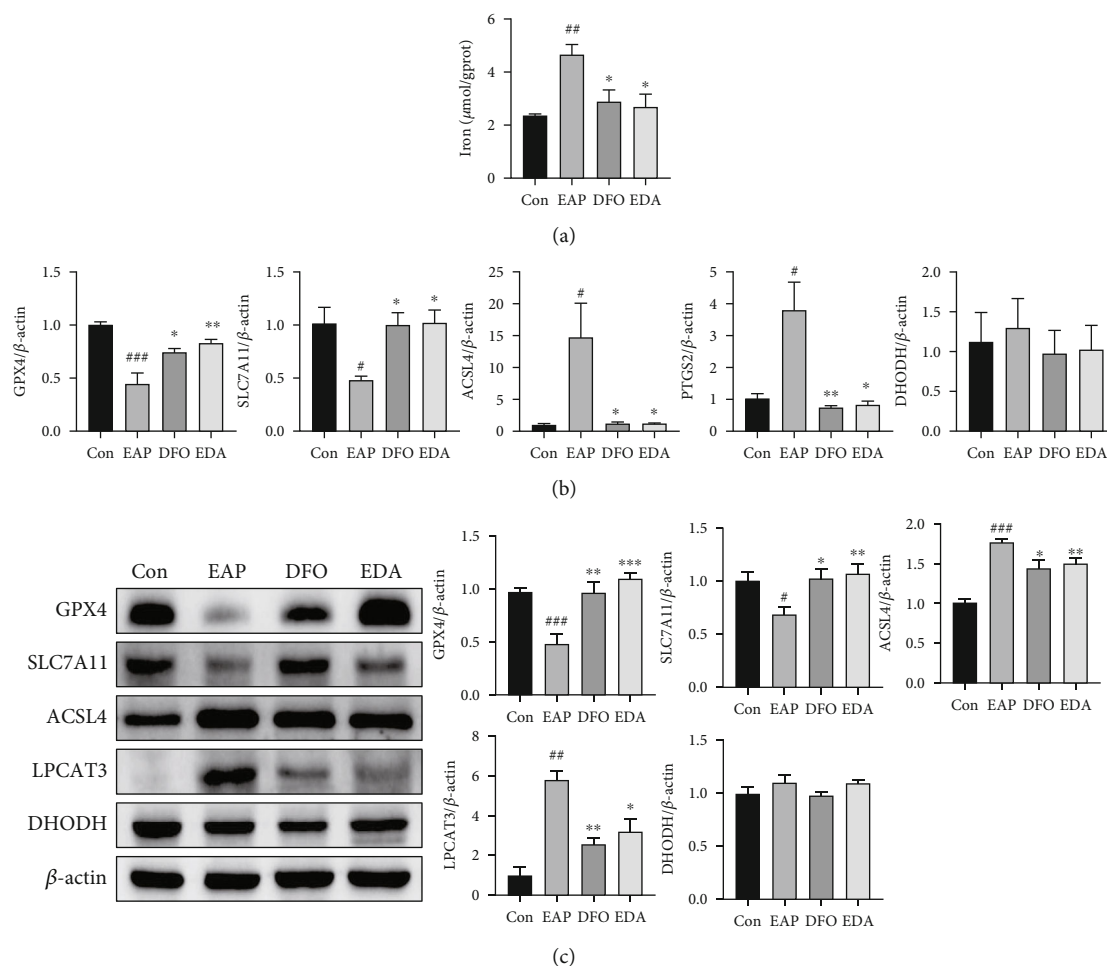 Iron (μmol/gprot)
6
4
2
0
##
*
*
Con EAP DFO EDA
(a)
GPX4/β-actin
1.5
1.0
0.5
0.0
###
*
**
Con EAP DFO EDA
SLC7A11/β-actin
1.5
1.0
0.5
0.0
#
*
*
Con EAP DFO EDA
ACSL4/β-actin
25
20
15
10
5
0
#
*
*
Con EAP DFO EDA
PTGS2/β-actin
5
4
3
2
1
0
#
**
*
Con EAP DFO EDA
DHODH/β-actin
2.0
1.5
1.0
0.5
0.0
Con EAP DFO EDA
(b)
Con EAP DFO EDA
GPX4
SLC7A11
ACSL4
LPCAT3
DHODH
β-actin
GPX4/β-actin
1.5
1.0
0.5
0.0
###
**
***
Con EAP DFO EDA
SLC7A11/β-actin
1.5
1.0
0.5
0.0
#
*
**
Con EAP DFO EDA
ACSL4/β-actin
2.0
1.5
1.0
0.5
0.0
###
*
**
Con EAP DFO EDA
LPCAT3/β-actin
8
6
4
2
0
##
**
*
Con EAP DFO EDA
DHODH/β-actin
1.5
1.0
0.5
0.0
Con EAP DFO EDA
(c)